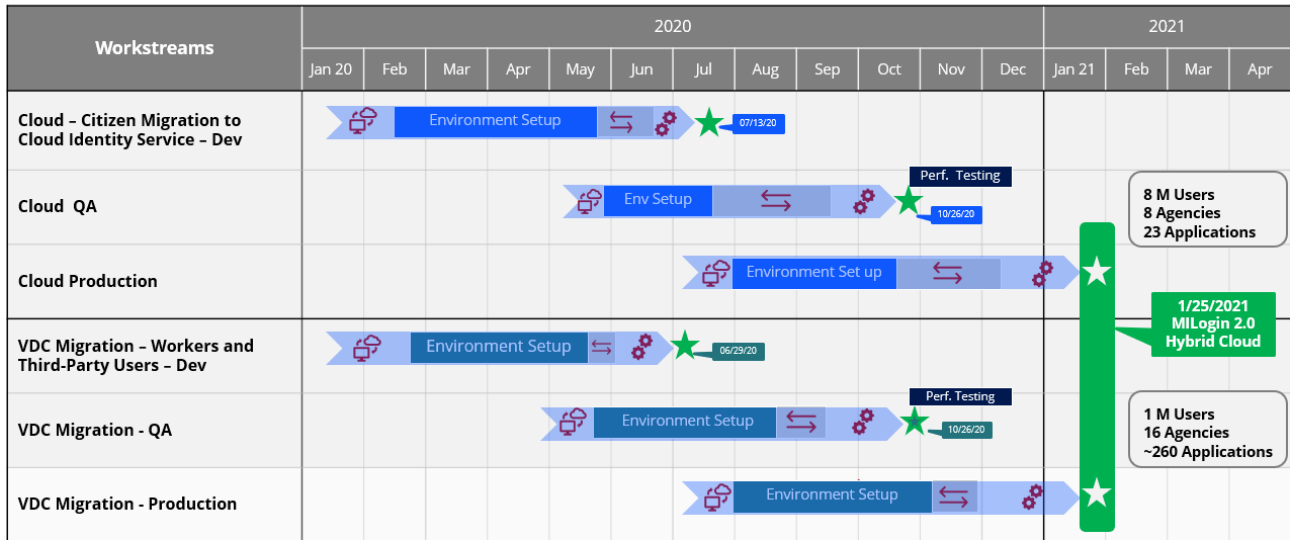 Workstreams
2020
2021
Jan 20
Feb
Mar
Apr
May
Jun
Jul
Aug
Sep
Oct
Nov
Dec
Jan 21
Feb
Mar
Apr
Cloud – Citizen Migration to
Cloud Identity Service – Dev
Environment Setup
07/13/20
Cloud QA
Env Setup
Perf. Testing
10/26/20
8 M Users
8 Agencies
23 Applications
Cloud Production
Environment Set up
1/25/2021
MILogin 2.0
Hybrid Cloud
VDC Migration – Workers and
Third-Party Users – Dev
Environment Setup
06/29/20
VDC Migration - QA
Environment Setup
Perf. Testing
10/26/20
1 M Users
16 Agencies
~260 Applications
VDC Migration - Production
Environment Setup